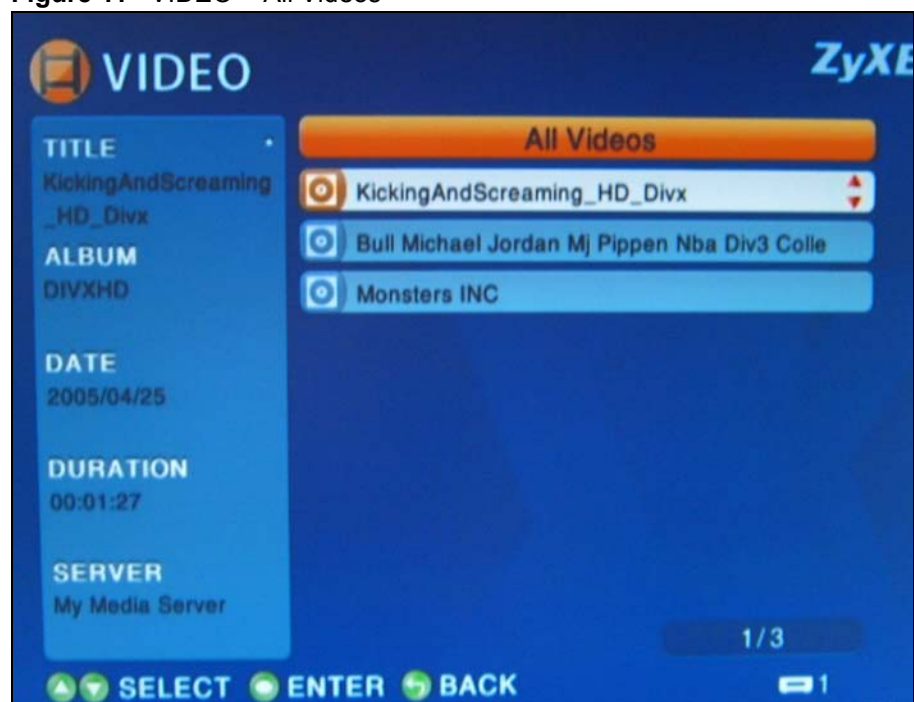 VIDEO
ZyXE
TITLE
KickingAndScreaming
_HD_Divx
ALBUM
DIVXHD
DATE
2005/04/25
DURATION
00:01:27
SERVER
My Media Server
All Videos
KickingAndScreaming_HD_Divx
Bull Michael Jordan Mj Pippen Nba Div3 Colle
Monsters INC
1/3
SELECT ENTER BACK
1